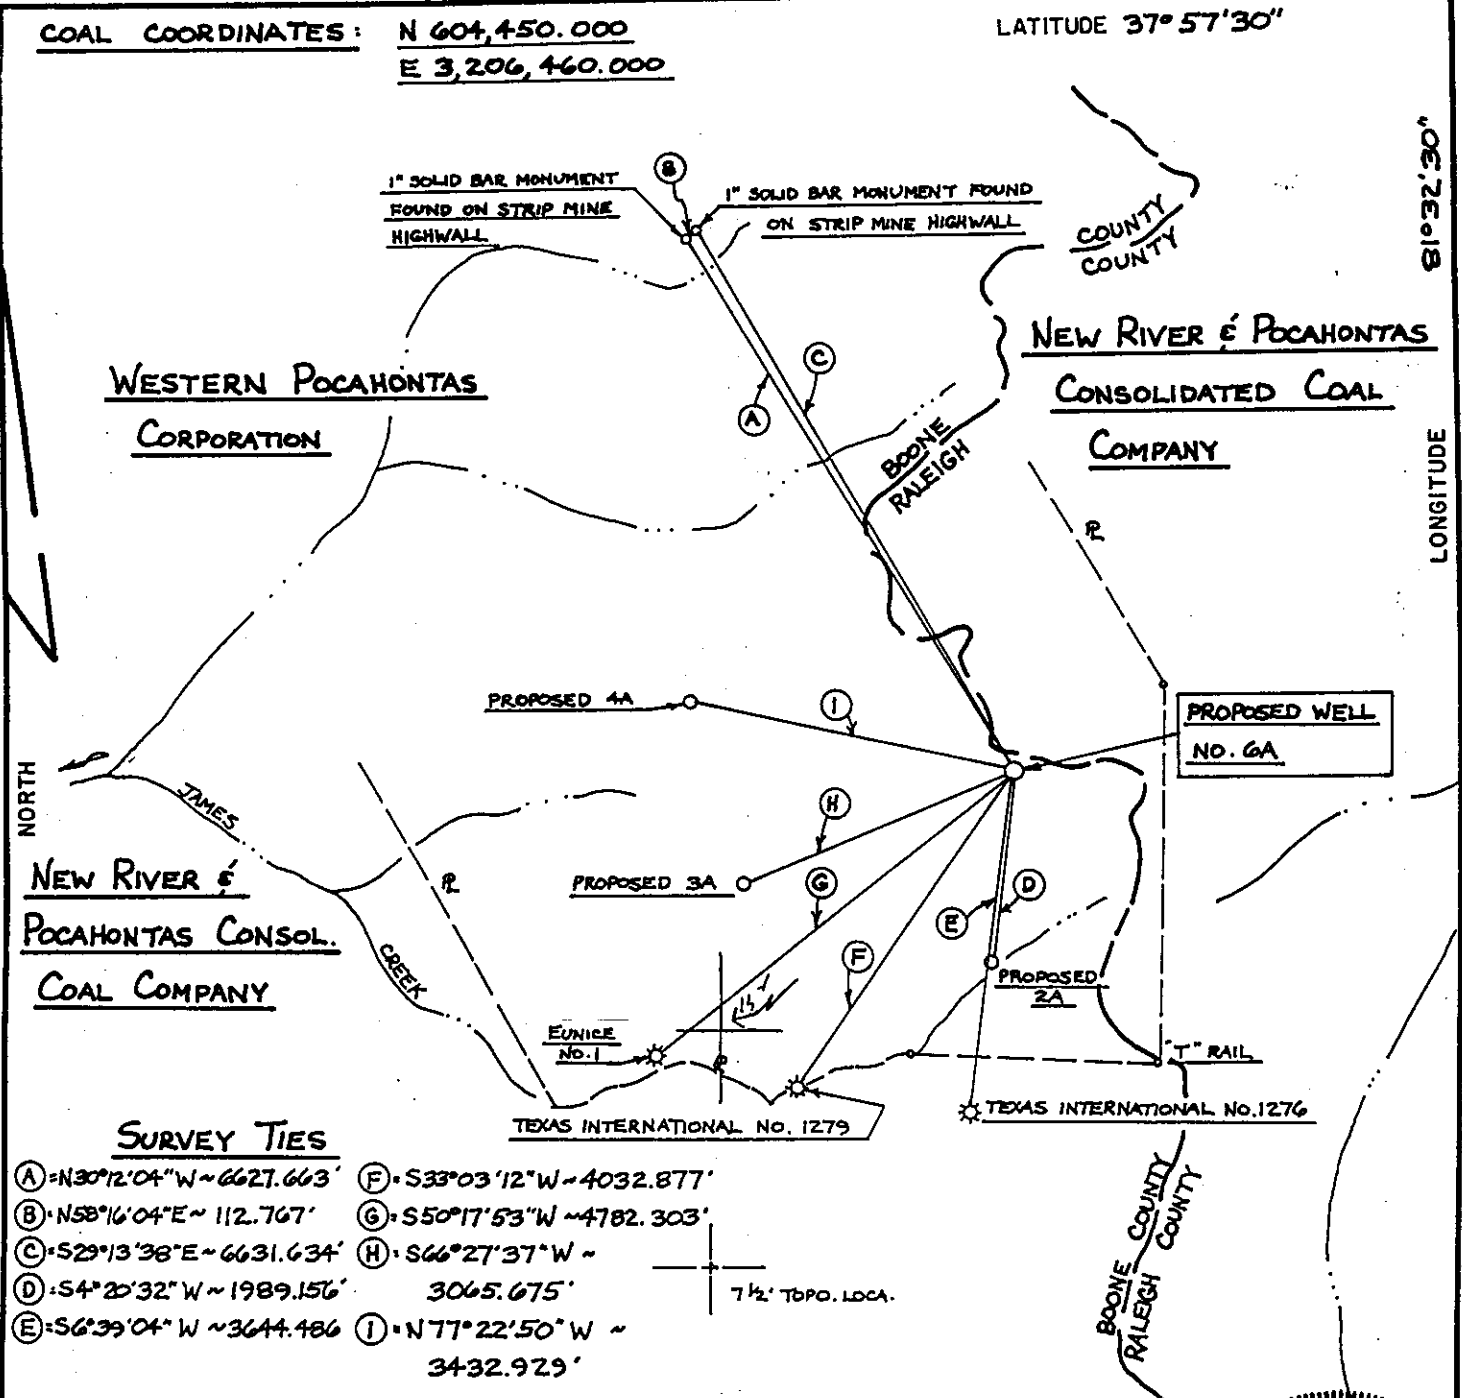 COAL COORDINATES: N 604,450.000
E 3,206,460.000
LATITUDE 37°57'30"
81°32'30"
LONGITUDE
B
1" SOLID BAR MONUMENT
FOUND ON STRIP MINE
HIGHWALL
1" SOLID BAR MONUMENT FOUND
ON STRIP MINE HIGHWALL
COUNTY
COUNTY
NEW RIVER & POCAHONTAS
CONSOLIDATED COAL
COMPANY
WESTERN POCAHONTAS
CORPORATION
C
A
BOONE
RALEIGH
PL
PROPOSED 4A
I
PROPOSED WELL
NO. 6A
NORTH
JAMES
CREEK
H
PL
PROPOSED 3A
G
D
E
F
NEW RIVER &
POCAHONTAS CONSOL.
COAL COMPANY
PROPOSED
2A
EUNICE
NO.1
PL
"T" RAIL
TEXAS INTERNATIONAL NO. 1279
TEXAS INTERNATIONAL NO.1276
SURVEY TIES
A = N30°12'04"W ~ 6627.663'
B = N58°16'04"E ~ 112.767'
C = S29°13'38"E ~ 6631.634'
D = S4°20'32"W ~ 1989.156'
E = S6°39'04"W ~ 3644.486
F = S33°03'12"W ~ 4032.877'
G = S50°17'53"W ~ 4782.303'
H = S66°27'37"W ~
3065.675'
I = N77°22'50"W ~
3432.929'
7½' TOPO. LOCA.
BOONE COUNTY
RALEIGH COUNTY